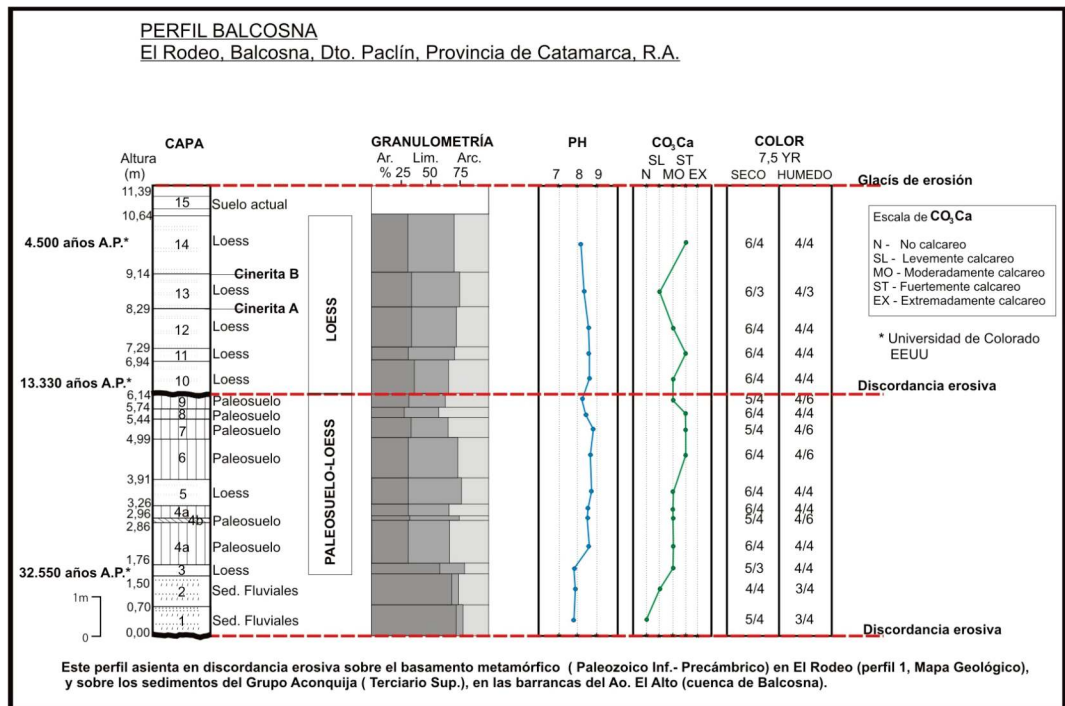 PERFIL BALCOSNA
El Rodeo, Balcosna, Dto. Paclín, Provincia de Catamarca, R.A.
CAPA GRANULOMETRÍA PH CO3Ca COLOR
Altura (m)
Ar. Lim. Arc.
% 25 50 75
7 8 9
SL ST
N MO EX
7,5 YR
SECO HUMEDO
Glacís de erosión
11,39
15 Suelo actual
10,64
4.500 años A.P.* 14 Loess 6/4 4/4
9,14 Cinerita B
13 Loess 6/3 4/3
8,29 Cinerita A
12 Loess 6/4 4/4
7,29
11 Loess 6/4 4/4
6,94
13.330 años A.P.* 10 Loess 6/4 4/4
LOESS
6,14 Discordancia erosiva
9 Paleosuelo 5/4 4/6
5,74
8 Paleosuelo 6/4 4/4
5,44
7 Paleosuelo 5/4 4/6
4,99
6 Paleosuelo 6/4 4/6
3,91
5 Loess 6/4 4/4
3,26
4a 6/4 4/4
2,96
4b Paleosuelo 5/4 4/6
2,86
4a Paleosuelo 6/4 4/4
1,76
32.550 años A.P.* 3 Loess 5/3 4/4
PALEOSUELO-LOESS
1,50
2 Sed. Fluviales 4/4 3/4
0,70
1 Sed. Fluviales 5/4 3/4
0,00 Discordancia erosiva
1m
0
Escala de CO3Ca
N - No calcareo
SL - Levemente calcareo
MO - Moderadamente calcareo
ST - Fuertemente calcareo
EX - Extremadamente calcareo
* Universidad de Colorado
EEUU
Este perfil asienta en discordancia erosiva sobre el basamento metamórfico ( Paleozoico Inf.- Precámbrico) en El Rodeo (perfil 1, Mapa Geológico),
y sobre los sedimentos del Grupo Aconquija ( Terciario Sup.), en las barrancas del Ao. El Alto (cuenca de Balcosna).